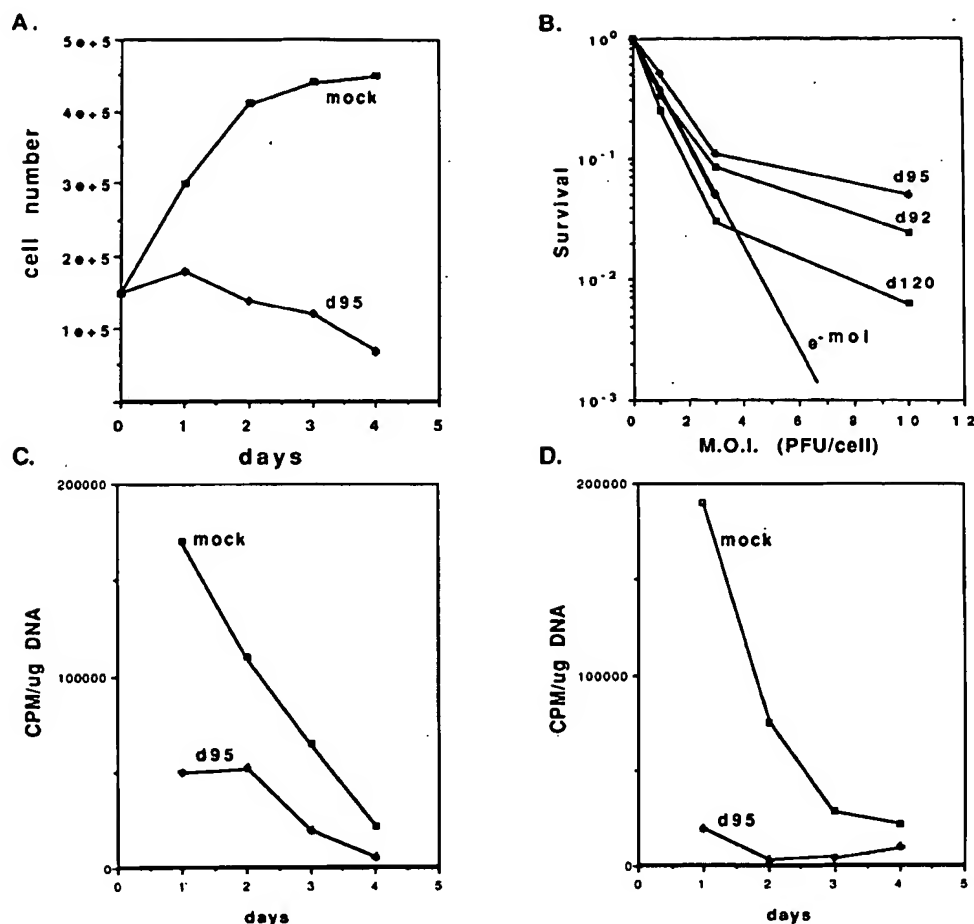 A.
5e+5
4e+5
3e+5
2e+5
1e+5
cell number
mock
d95
0 1 2 3 4 5
days
B.
10⁰
10⁻¹
10⁻²
10⁻³
Survival
d95
d92
d120
e⁻ᵐᵒⁱ
0 2 4 6 8 10 12
M.O.I. (PFU/cell)
C.
200000
100000
0
CPM/ug DNA
mock
d95
0 1 2 3 4 5
days
D.
200000
100000
0
CPM/ug DNA
mock
d95
0 1 2 3 4 5
days